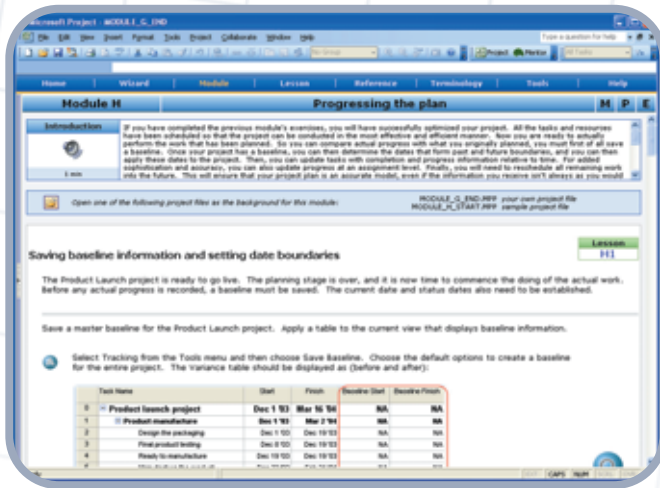 Microsoft Project - MODULE_G_END
File Edit View Insert Format Tools Project Collaborate Window Help
Type a question for help
No Group
Project Mentor
All Tasks
Home | Wizard | Module | Lesson | Reference | Terminology | Tools | Help
Module H Progressing the plan M P E
Introduction
If you have completed the previous module's exercises, you will have successfully optimized your project. All the tasks and resources
have been scheduled so that the project can be conducted in the most effective and efficient manner. Now you are ready to actually
perform the work that has been planned. So you can compare actual progress with what you originally planned, you must first of all save
a baseline. Once your project has a baseline, you can then determine the dates that form past and future boundaries, and you can then
apply these dates to the project. Then, you can update tasks with completion and progress information relative to time. For added
sophistication and accuracy, you can also update progress at an assignment level. Finally, you will need to reschedule all remaining work
into the future. This will ensure that your project plan is an accurate model, even if the information you receive isn't always as you would
1 min
Open one of the following project files as the background for this module:
MODULE_G_END.MPP your own project file
MODULE_H_START.MPP sample project file
Lesson
H1
Saving baseline information and setting date boundaries
The Product Launch project is ready to go live. The planning stage is over, and it is now time to commence the doing of the actual work.
Before any actual progress is recorded, a baseline must be saved. The current date and status dates also need to be established.
Save a master baseline for the Product Launch project. Apply a table to the current view that displays baseline information.
Select Tracking from the Tools menu and then choose Save Baseline. Choose the default options to create a baseline
for the entire project. The Variance table should be displayed as (before and after):
Task Name Start Finish Baseline Start Baseline Finish
0 Product launch project Dec 1 '03 Mar 16 '04 NA NA
1 Product manufacture Dec 1 '03 Mar 2 '04 NA NA
2 Design the packaging Dec 1 '03 Dec 19 '03 NA NA
3 Final product testing Dec 8 '03 Dec 19 '03 NA NA
4 Ready to manufacture Dec 19 '03 Dec 19 '03 NA NA
EXT CAPS NUM